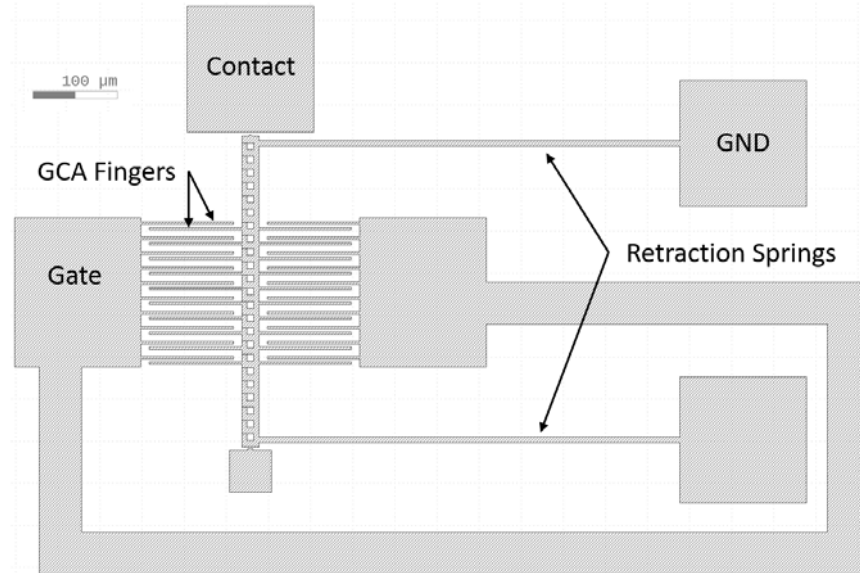 Contact
100 µm
GND
GCA Fingers
Retraction Springs
Gate